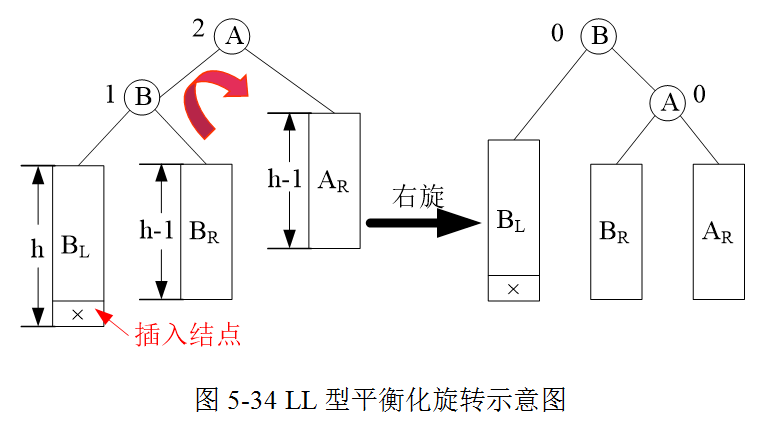 2 A 0 B
1 B A 0
h-1 A_R
右旋
h B_L h-1 B_R B_L B_R A_R
× ×
插入结点
图 5-34 LL 型平衡化旋转示意图